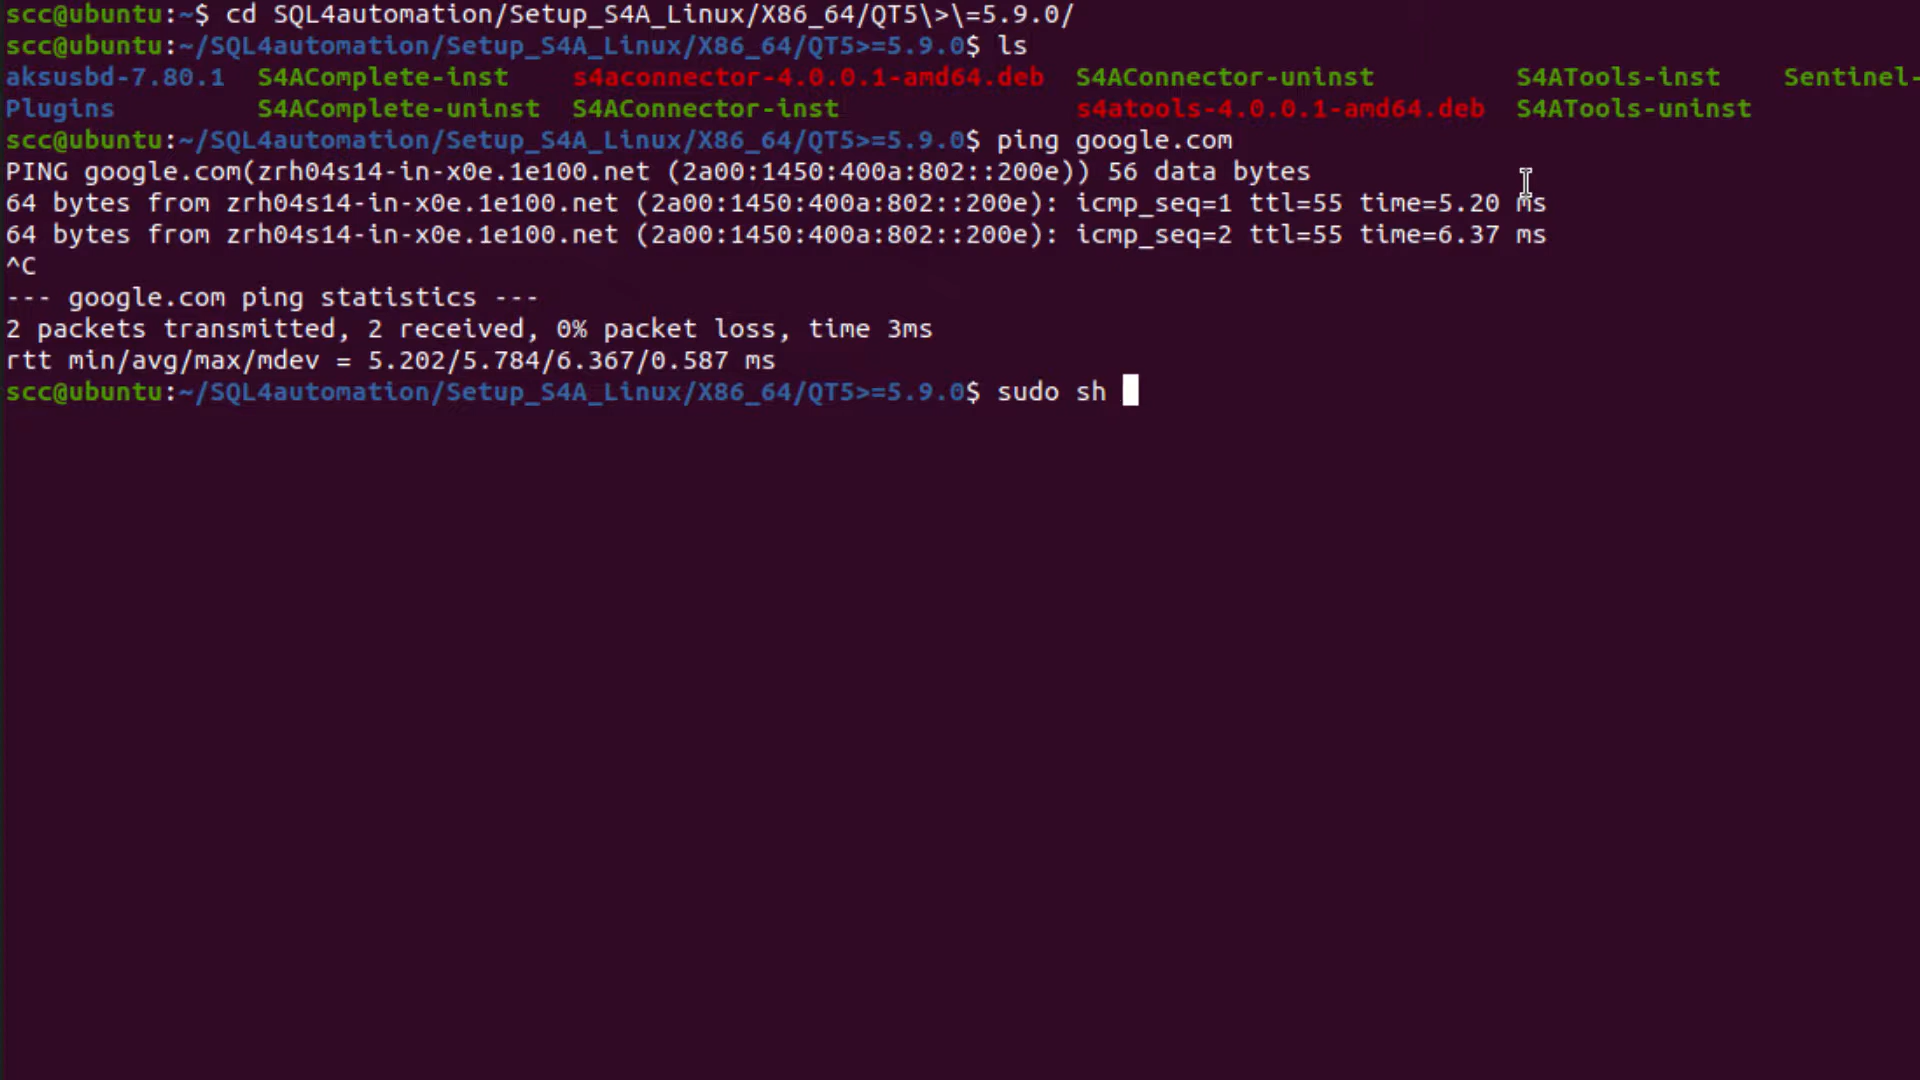 scc@ubuntu:~$ cd SQL4automation/Setup_S4A_Linux/X86_64/QT5\>\=5.9.0/
scc@ubuntu:~/SQL4automation/Setup_S4A_Linux/X86_64/QT5>=5.9.0$ ls
aksusbd-7.80.1  S4AComplete-inst    s4aconnector-4.0.0.1-amd64.deb  S4AConnector-uninst         S4ATools-inst    Sentinel-
Plugins         S4AComplete-uninst  S4AConnector-inst               s4atools-4.0.0.1-amd64.deb  S4ATools-uninst
scc@ubuntu:~/SQL4automation/Setup_S4A_Linux/X86_64/QT5>=5.9.0$ ping google.com
PING google.com(zrh04s14-in-x0e.1e100.net (2a00:1450:400a:802::200e)) 56 data bytes
64 bytes from zrh04s14-in-x0e.1e100.net (2a00:1450:400a:802::200e): icmp_seq=1 ttl=55 time=5.20 ms
64 bytes from zrh04s14-in-x0e.1e100.net (2a00:1450:400a:802::200e): icmp_seq=2 ttl=55 time=6.37 ms
^C
--- google.com ping statistics ---
2 packets transmitted, 2 received, 0% packet loss, time 3ms
rtt min/avg/max/mdev = 5.202/5.784/6.367/0.587 ms
scc@ubuntu:~/SQL4automation/Setup_S4A_Linux/X86_64/QT5>=5.9.0$ sudo sh